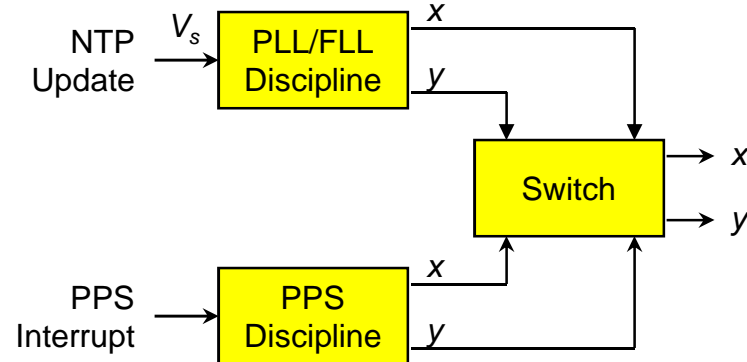 x
NTP
Update
Vs
PLL/FLL
Discipline
y
Switch
x
y
PPS
Interrupt
PPS
Discipline
x
y